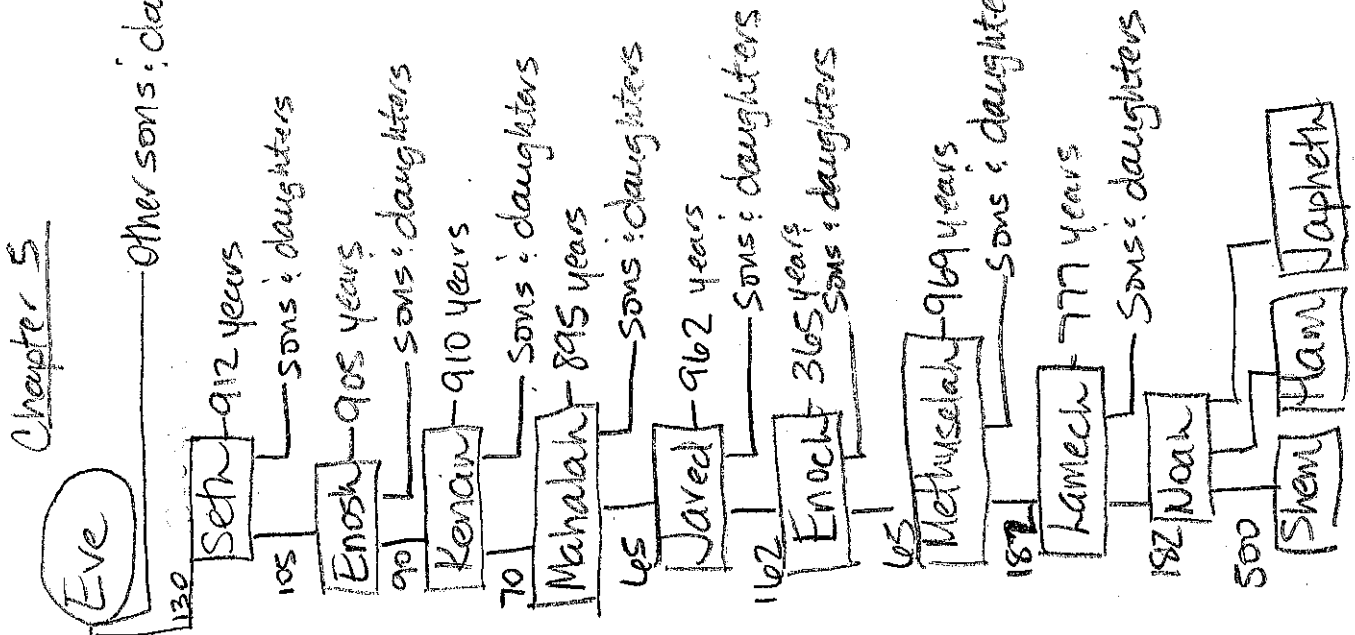 Chapter 5
Eve
Other sons & da
130
Seth - 912 years
sons & daughters
105
Enosh - 905 years
sons & daughters
90
Kenan - 910 years
Sons & daughters
70
Mahalah - 895 years
Sons & daughters
65
Jared - 962 years
Sons & daughters
162
Enoch - 365 years
Sons & daughters
65
Methuselah - 969 years
Sons & daughte
187
Lamech - 777 years
Sons & daughters
182
Noah
500
Shem Ham Japheth